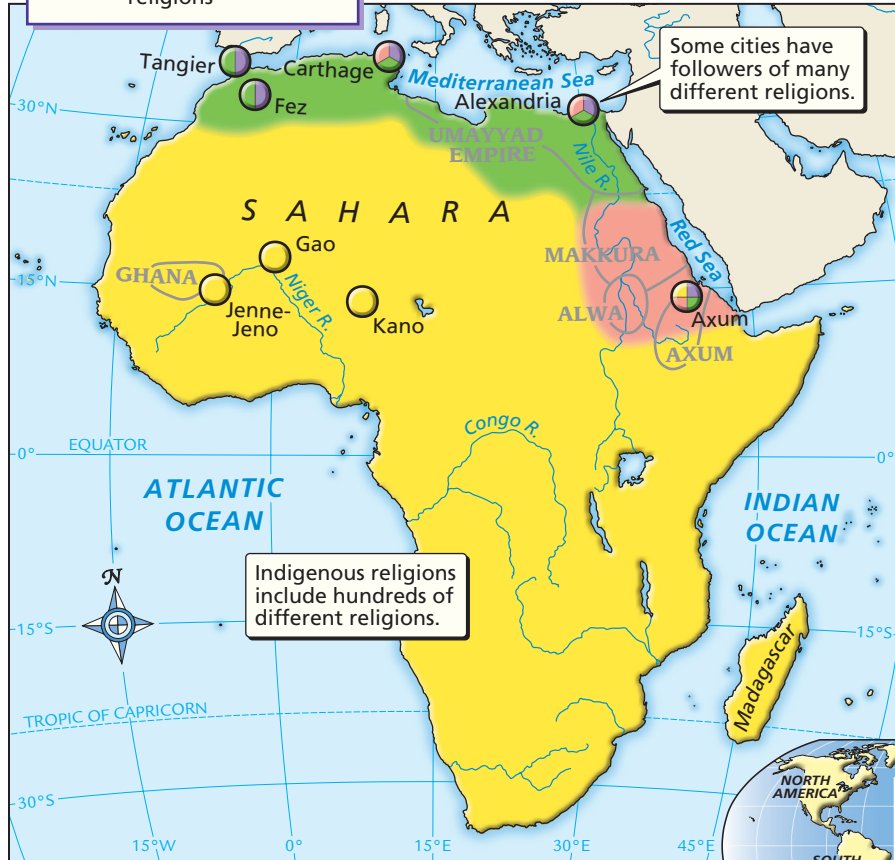 religions
Some cities have
followers of many
different religions.
Tangier
Carthage
Mediterranean Sea
Fez
Alexandria
30°N
UMAYYAD
EMPIRE
Nile R.
SAHARA
Gao
MAKKURA
Red Sea
GHANA
15°N
Niger R.
Jenne-
Jeno
Kano
ALWA
Axum
AXUM
Congo R.
EQUATOR
0°
0°
ATLANTIC
OCEAN
INDIAN
OCEAN
Indigenous religions
include hundreds of
different religions.
N
15°S
15°S
Madagascar
TROPIC OF CAPRICORN
30°S
NORTH
AMERICA
15°W
0°
15°E
30°E
45°E
SOUTH